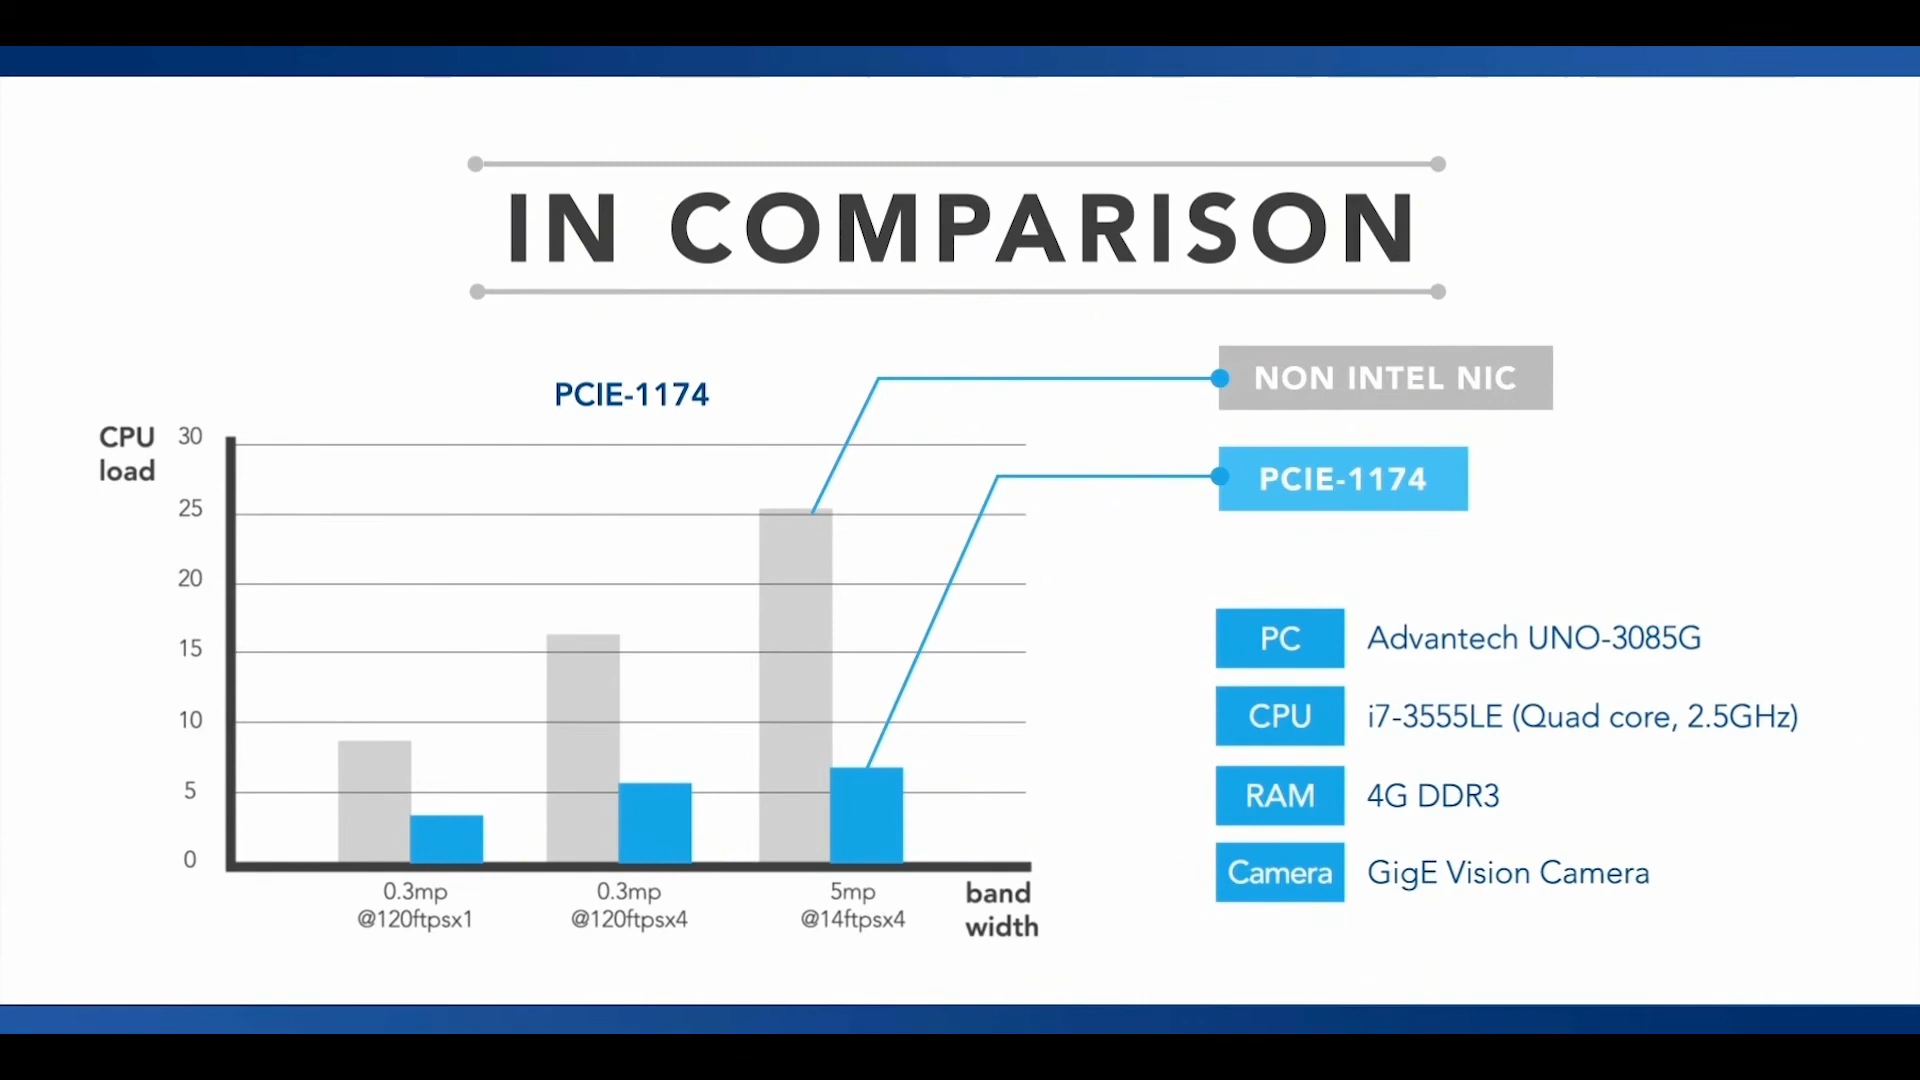 IN COMPARISON
PCIE-1174
NON INTEL NIC
PCIE-1174
CPU
load
30
25
20
15
10
5
0
0.3mp
@120ftpsx1
0.3mp
@120ftpsx4
5mp
@14ftpsx4
band
width
PC Advantech UNO-3085G
CPU i7-3555LE (Quad core, 2.5GHz)
RAM 4G DDR3
Camera GigE Vision Camera